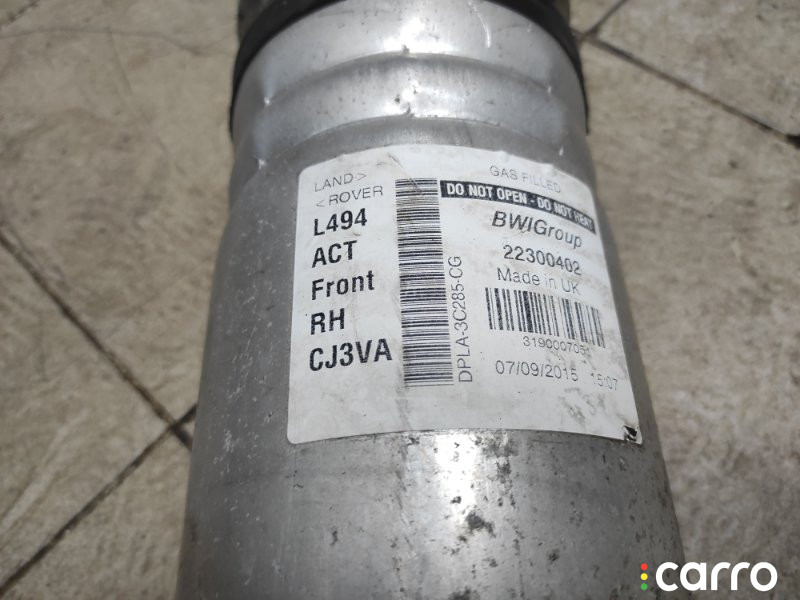 LAND>
<ROVER
L494
ACT
Front
RH
CJ3VA
DPLA-3C285-CG
GAS FILLED
DO NOT OPEN - DO NOT HEAT
BWIGroup
22300402
Made in UK
3190007051
07/09/2015 15:07
carro